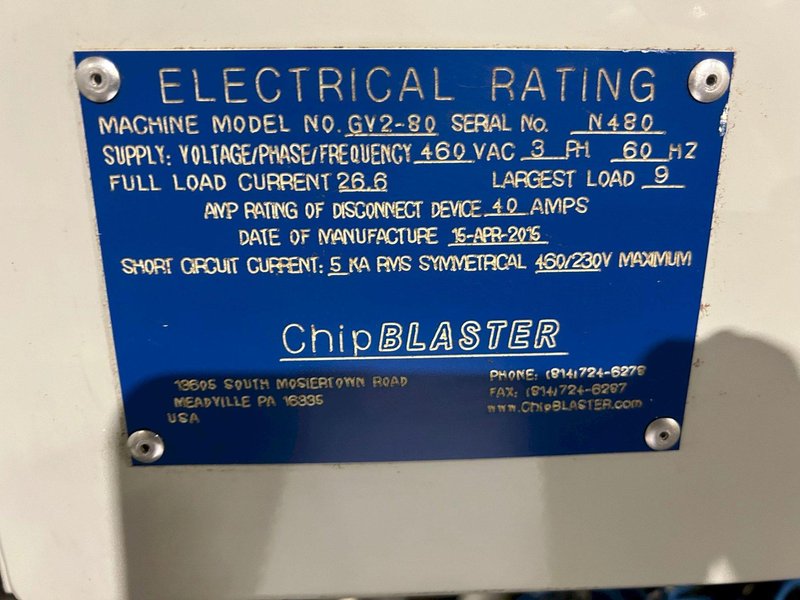 ELECTRICAL RATING
MACHINE MODEL NO. GV2-80 SERIAL No. N480
SUPPLY: VOLTAGE/PHASE/FREQUENCY 460 VAC 3 PH 60 HZ
FULL LOAD CURRENT 26.6 LARGEST LOAD 9
AMP RATING OF DISCONNECT DEVICE 40 AMPS
DATE OF MANUFACTURE 15-APR-2015
SHORT CIRCUIT CURRENT: 5 KA RMS SYMMETRICAL 460/230V MAXIMUM
ChipBLASTER
13605 SOUTH MOSIERTOWN ROAD PHONE: (814)724-6278
MEADVILLE PA 16335 FAX: (814)724-6287
USA www.ChipBLASTER.com